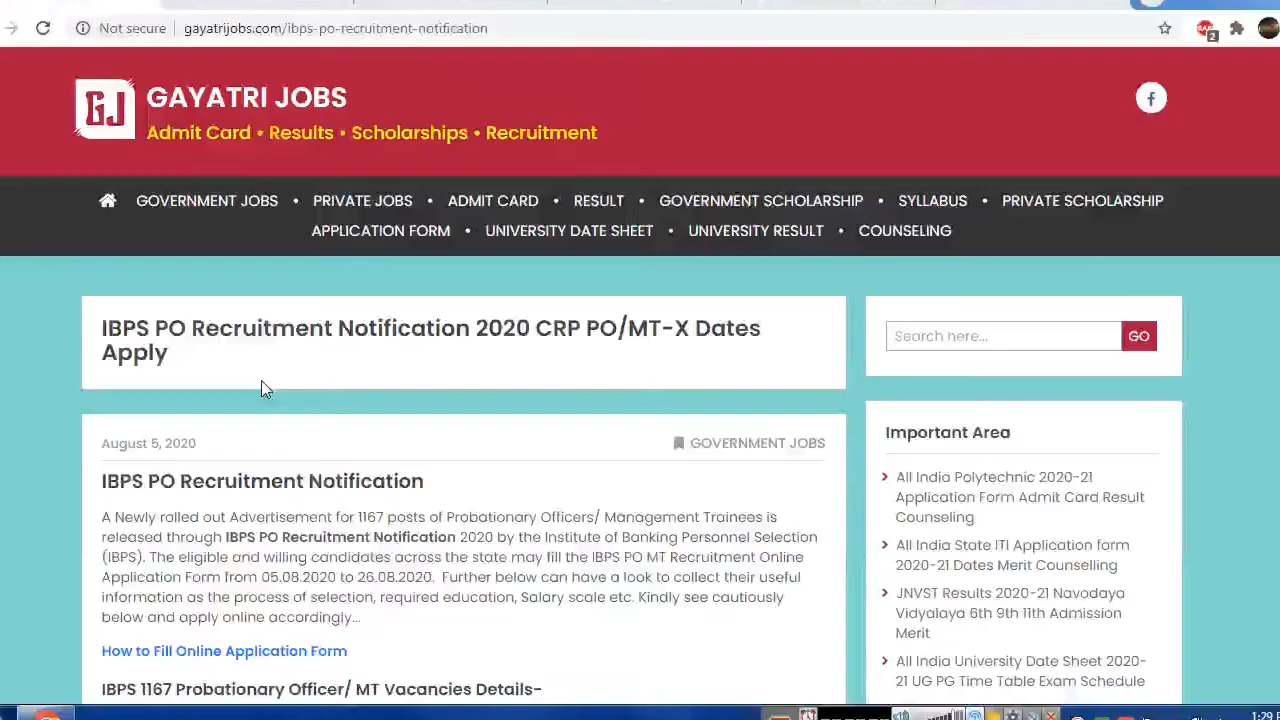 Not secure gayatrijobs.com/ibps-po-recruitment-notification
2
GJ
GAYATRI JOBS
Admit Card • Results • Scholarships • Recruitment
f
GOVERNMENT JOBS • PRIVATE JOBS • ADMIT CARD • RESULT • GOVERNMENT SCHOLARSHIP • SYLLABUS • PRIVATE SCHOLARSHIP
APPLICATION FORM • UNIVERSITY DATE SHEET • UNIVERSITY RESULT • COUNSELING
IBPS PO Recruitment Notification 2020 CRP PO/MT-X Dates
Apply
August 5, 2020
GOVERNMENT JOBS
IBPS PO Recruitment Notification
A Newly ralled out Advertisement for 1167 posts of Probationary Officers/ Management Trainees is
released through IBPS PO Recruitment Notification 2020 by the Institute of Banking Personnel Selection
(IBPS). The eligible and willing candidates across the state may fill the IBPS PO MT Recruitment Online
Application Form from 05.08.2020 to 26.08.2020. Further below can have a look to collect their useful
information as the process of selection, required education, Salary scale etc. Kindly see cautiously
below and apply online accordingly...
How to Fill Online Application Form
IBPS 1167 Probationary Officer/ MT Vacancies Details-
Search here...
GO
Important Area
All India Polytechnic 2020-21
Application Form Admit Card Result
Counseling
All India State ITI Application form
2020-21 Dates Merit Counselling
JNVST Results 2020-21 Navodaya
Vidyalaya 6th 9th 11th Admission
Merit
All India University Date Sheet 2020-
21 UG PG Time Table Exam Schedule
1:29